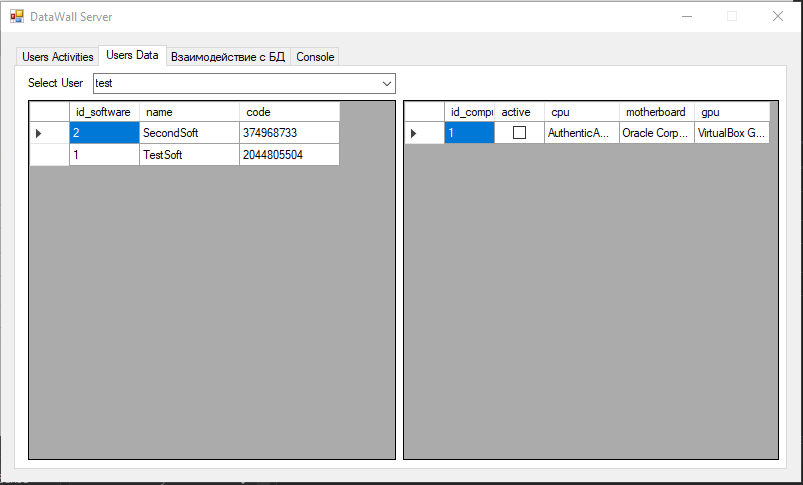 DataWall Server
Users Activities Users Data Взаимодействие с БД Console
Select User test
id_software name code
2 SecondSoft 374968733
1 TestSoft 2044805504
id_compu active cpu motherboard gpu
1 AuthenticA... Oracle Corp... VirtualBox G...